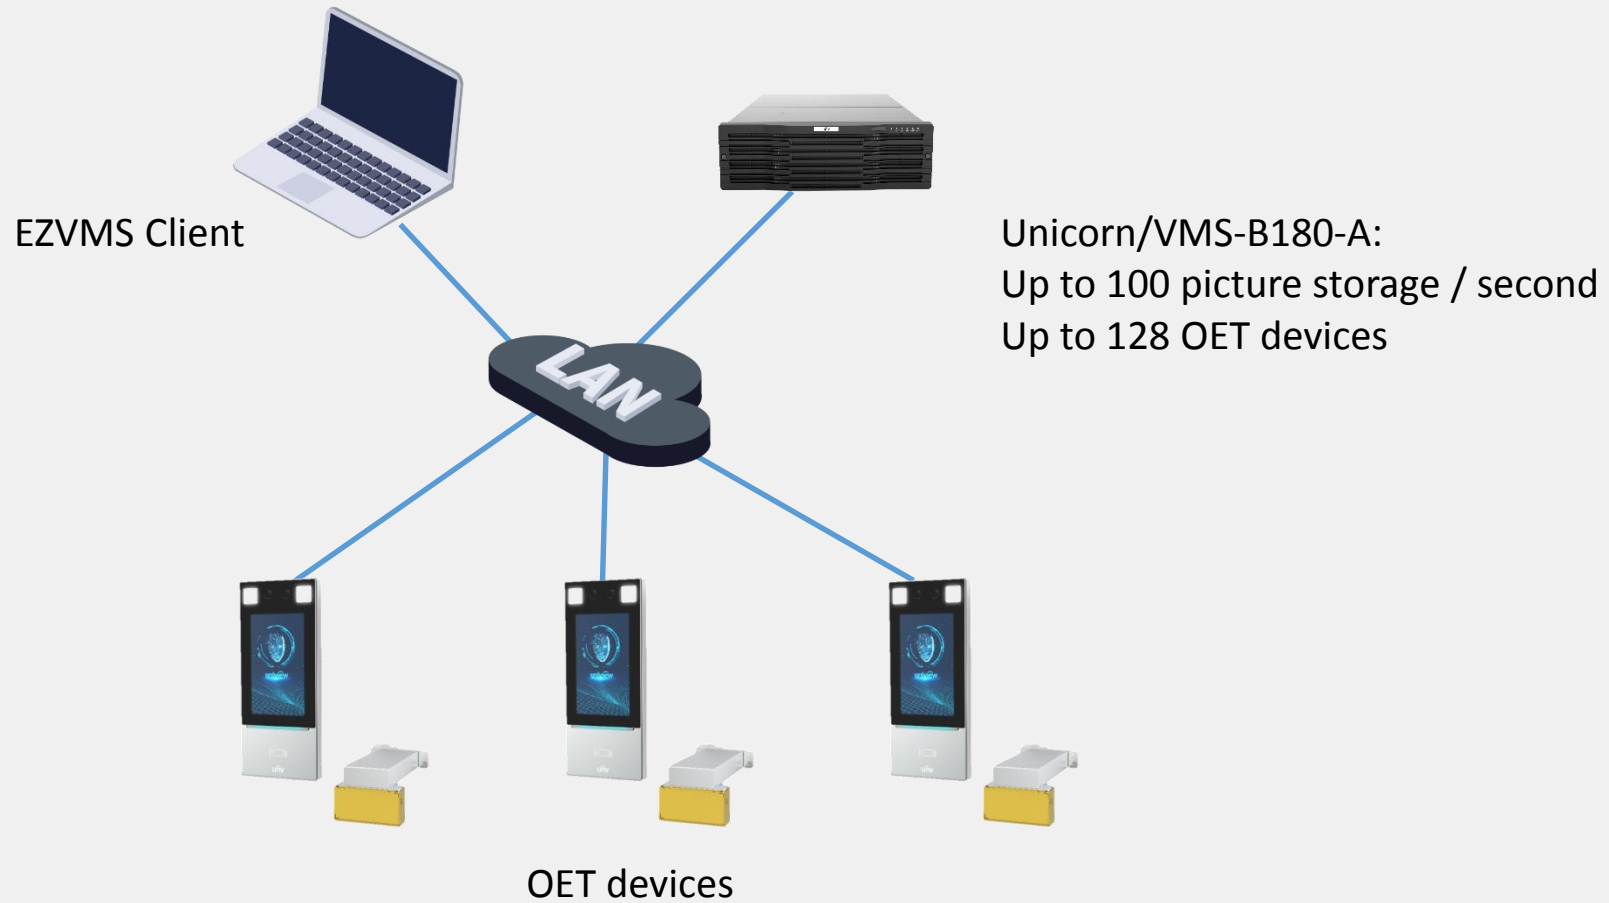 EZVMS Client
Unicorn/VMS-B180-A:
Up to 100 picture storage / second
Up to 128 OET devices
LAN
OET devices